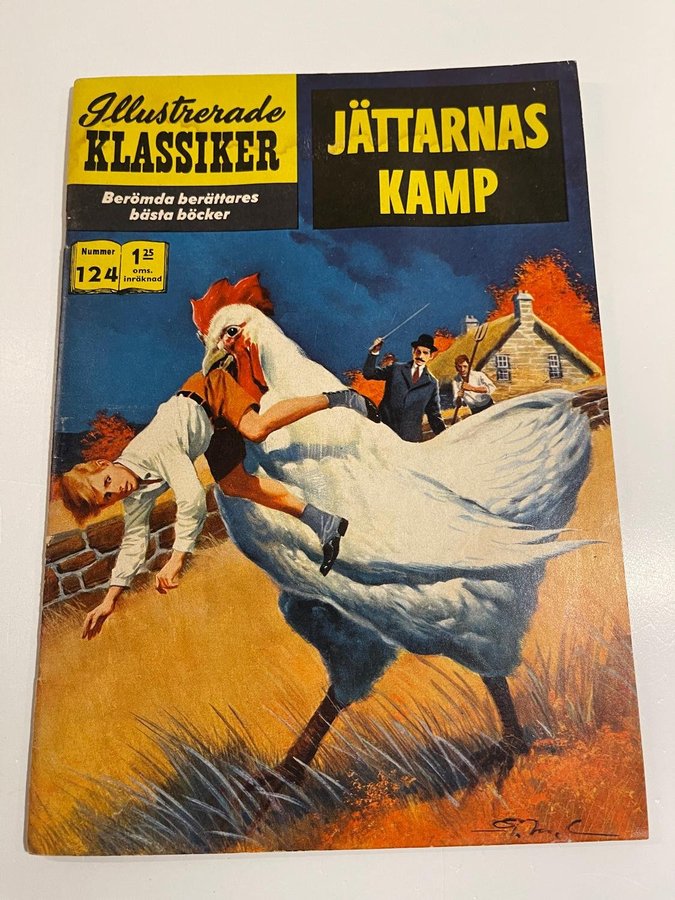 Illustrerade
KLASSIKER
Berömda berättares
bästa böcker
Nummer
124
1 25
oms.
inräknad
JÄTTARNAS
KAMP